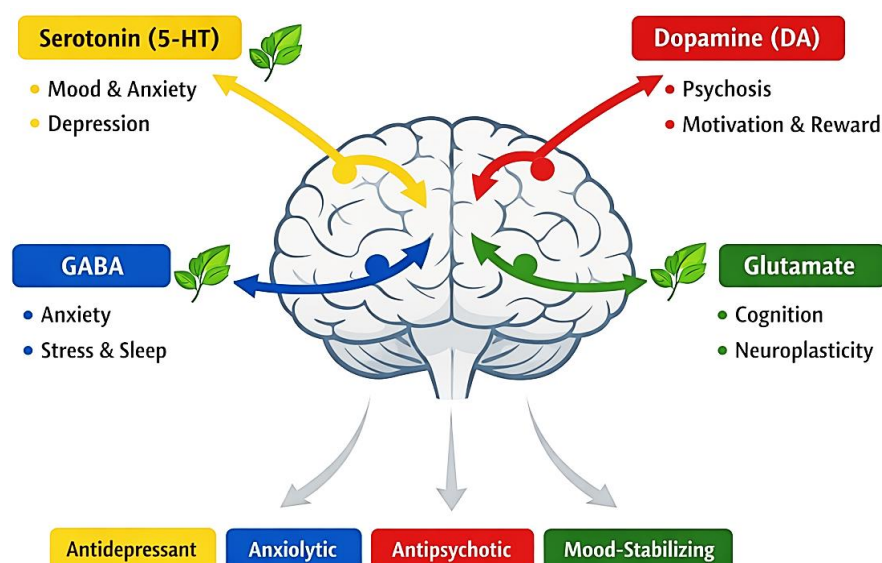 Serotonin (5-HT)
• Mood & Anxiety
• Depression
Dopamine (DA)
• Psychosis
• Motivation & Reward
GABA
• Anxiety
• Stress & Sleep
Glutamate
• Cognition
• Neuroplasticity
Antidepressant
Anxiolytic
Antipsychotic
Mood-Stabilizing